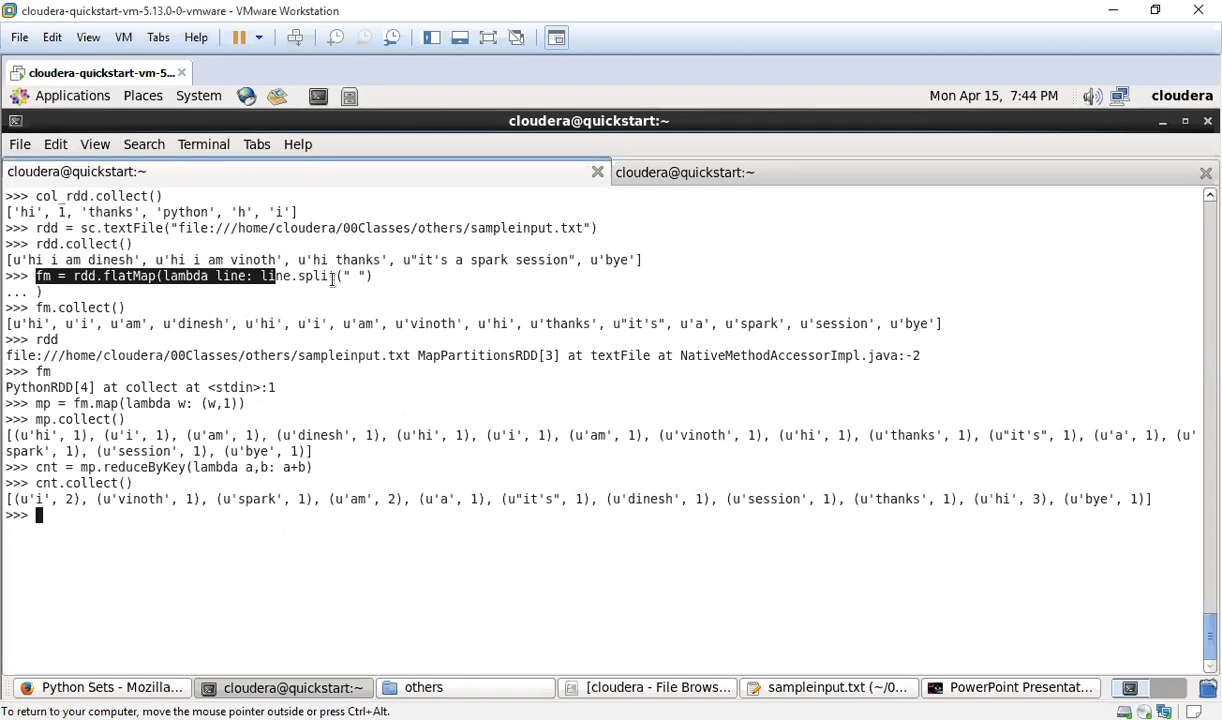 cloudera-quickstart-vm-5.13.0-0-vmware - VMware Workstation
File Edit View VM Tabs Help
cloudera-quickstart-vm-5...
Applications Places System Mon Apr 15, 7:44 PM cloudera
cloudera@quickstart:~
File Edit View Search Terminal Tabs Help
cloudera@quickstart:~ cloudera@quickstart:~
>>> col_rdd.collect()
['hi', 1, 'thanks', 'python', 'h', 'i']
>>> rdd = sc.textFile("file:///home/cloudera/00Classes/others/sampleinput.txt")
>>> rdd.collect()
[u'hi i am dinesh', u'hi i am vinoth', u'hi thanks', u"it's a spark session", u'bye']
>>> fm = rdd.flatMap(lambda line: line.split(" ")
... )
>>> fm.collect()
[u'hi', u'i', u'am', u'dinesh', u'hi', u'i', u'am', u'vinoth', u'hi', u'thanks', u"it's", u'a', u'spark', u'session', u'bye']
>>> rdd
file:///home/cloudera/00Classes/others/sampleinput.txt MapPartitionsRDD[3] at textFile at NativeMethodAccessorImpl.java:-2
>>> fm
PythonRDD[4] at collect at <stdin>:1
>>> mp = fm.map(lambda w: (w,1))
>>> mp.collect()
[(u'hi', 1), (u'i', 1), (u'am', 1), (u'dinesh', 1), (u'hi', 1), (u'i', 1), (u'am', 1), (u'vinoth', 1), (u'hi', 1), (u'thanks', 1), (u"it's", 1), (u'a', 1), (u'
spark', 1), (u'session', 1), (u'bye', 1)]
>>> cnt = mp.reduceByKey(lambda a,b: a+b)
>>> cnt.collect()
[(u'i', 2), (u'vinoth', 1), (u'spark', 1), (u'am', 2), (u'a', 1), (u"it's", 1), (u'dinesh', 1), (u'session', 1), (u'thanks', 1), (u'hi', 3), (u'bye', 1)]
>>>
Python Sets - Mozilla... cloudera@quickstart:~ others [cloudera - File Brows... sampleinput.txt (~/0... PowerPoint Presentat...
To return to your computer, move the mouse pointer outside or press Ctrl+Alt.